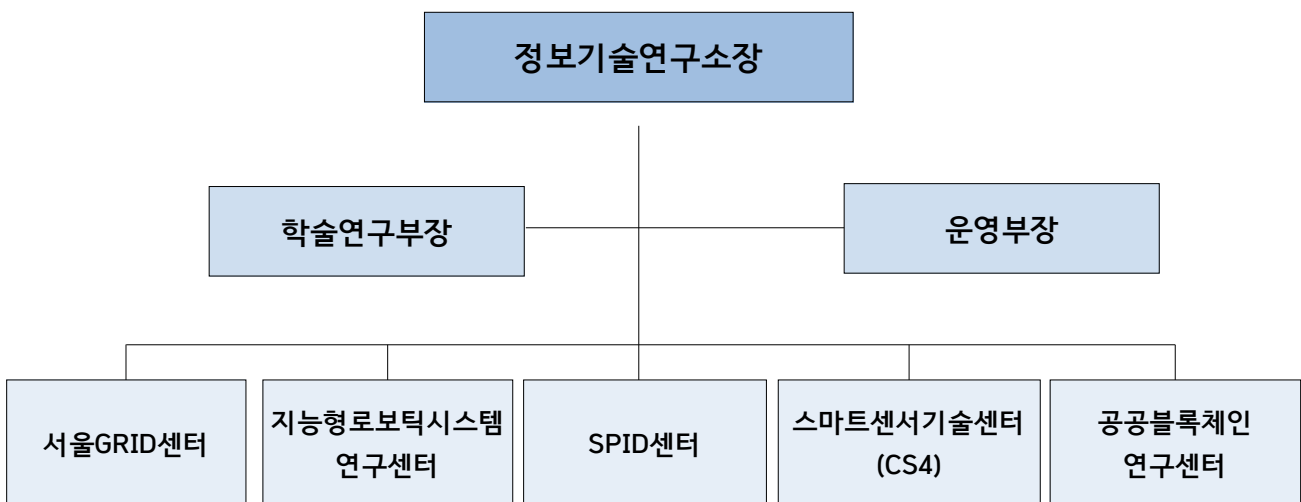 정보기술연구소장
학술연구부장
운영부장
서울GRID센터
지능형로보틱시스템
연구센터
SPID센터
스마트센서기술센터
(CS4)
공공블록체인
연구센터